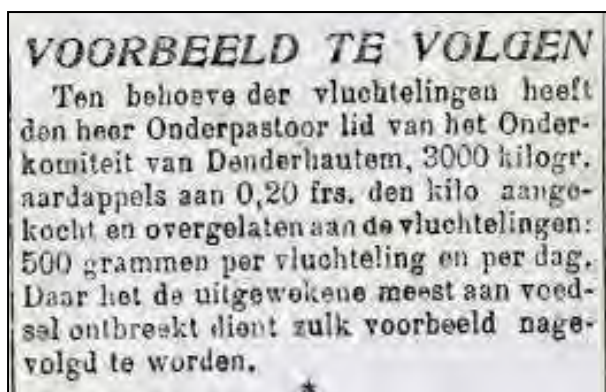 VOORBEELD TE VOLGEN
Ten behoeve der vluchtelingen heeft
den heer Onderpastoor lid van het Onder-
komiteit van Denderhautem, 3000 kilogr.
aardappels aan 0,20 frs. den kilo aange-
kocht en overgelaten aan de vluchtelingen:
500 grammen per vluchteling en per dag.
Daar het de uitgewekene meest aan voed-
sel ontbreekt dient zulk voorbeeld nage-
volgd te worden.
*